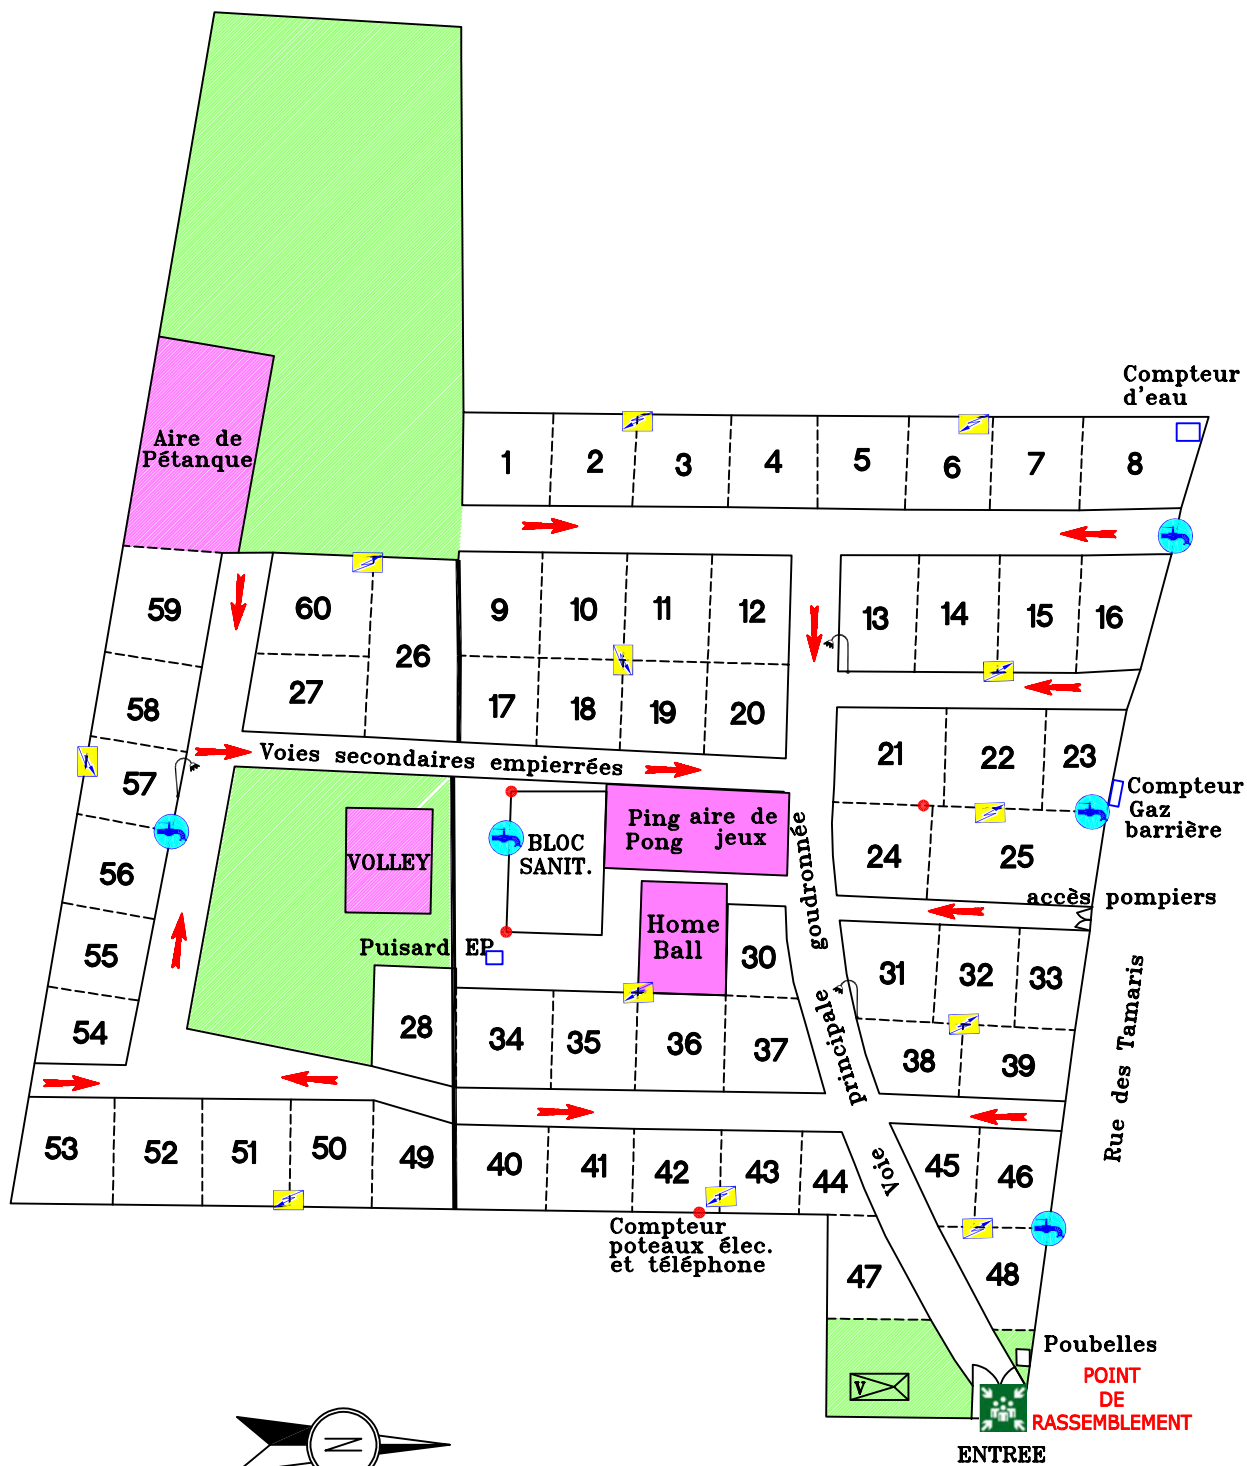 Compteur
d'eau
Aire de
Pétanque
1 2 3 4 5 6 7 8
59 60 26 9 10 11 12 13 14 15 16
58 27 17 18 19 20 21 22 23
57
Voies secondaires empierrées
Compteur
Gaz
barrière
56
VOLLEY
BLOC
SANIT.
Ping
Pong
aire de
jeux
24 25
accès pompiers
Voie principale goudronnée
55
Puisard EP
Home
Ball
30 31 32 33
Rue des Tamaris
54 28 34 35 36 37 38 39
53 52 51 50 49 40 41 42 43 44 45 46
Compteur
poteaux élec.
et téléphone
47 48
V
Poubelles
POINT
DE
RASSEMBLEMENT
ENTREE
N